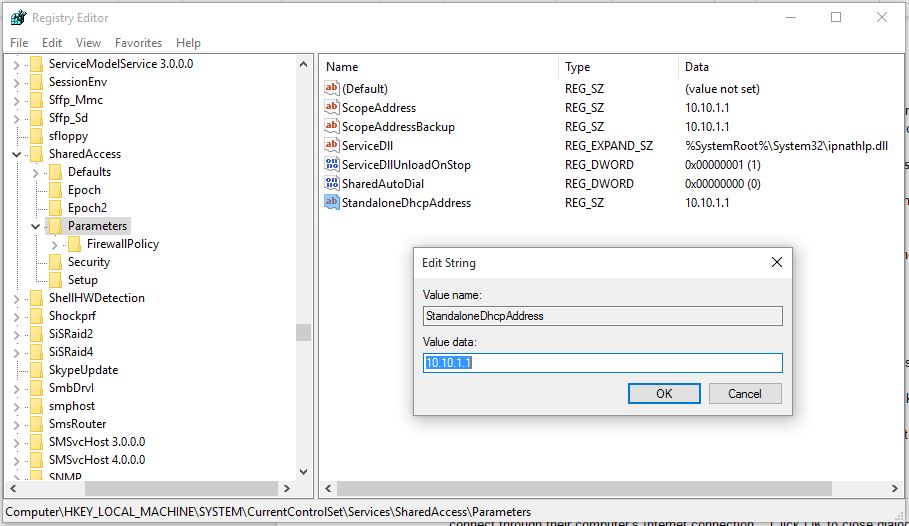 Registry Editor
File Edit View Favorites Help
ServiceModelService 3.0.0.0
SessionEnv
Sffp_Mmc
Sffp_Sd
sfloppy
SharedAccess
Defaults
Epoch
Epoch2
Parameters
FirewallPolicy
Security
Setup
ShellHWDetection
Shockprf
SiSRaid2
SiSRaid4
SkypeUpdate
SmbDrvI
smphost
SmsRouter
SMSvcHost 3.0.0.0
SMSvcHost 4.0.0.0
SNMP
Name Type Data
(Default) REG_SZ (value not set)
ScopeAddress REG_SZ 10.10.1.1
ScopeAddressBackup REG_SZ 10.10.1.1
ServiceDll REG_EXPAND_SZ %SystemRoot%\System32\ipnathlp.dll
ServiceDllUnloadOnStop REG_DWORD 0x00000001 (1)
SharedAutoDial REG_DWORD 0x00000000 (0)
StandaloneDhcpAddress REG_SZ 10.10.1.1
Edit String
Value name:
StandaloneDhcpAddress
Value data:
10.10.1.1
OK Cancel
Computer\HKEY_LOCAL_MACHINE\SYSTEM\CurrentControlSet\Services\SharedAccess\Parameters